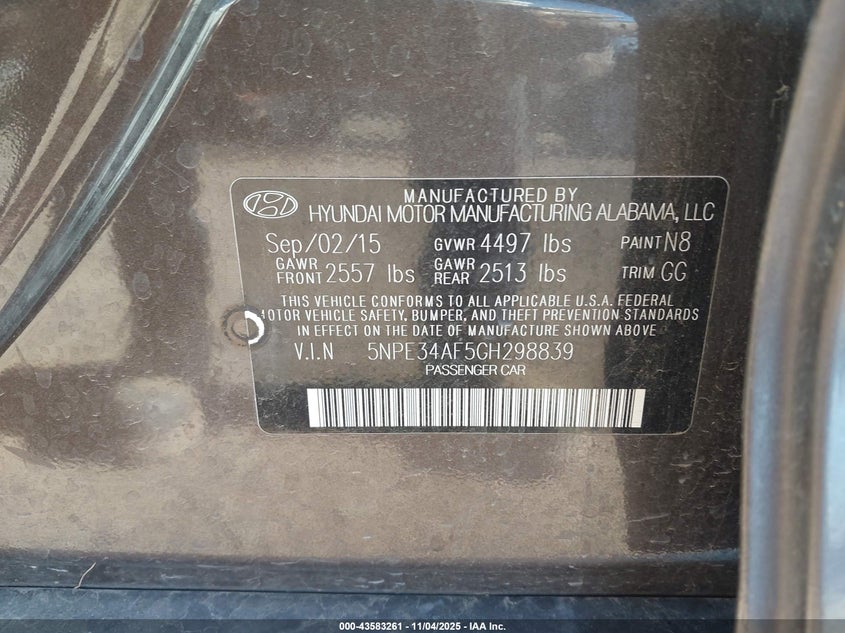 MANUFACTURED BY
HYUNDAI MOTOR MANUFACTURING ALABAMA, LLC
Sep/02/15 GVWR 4497 lbs PAINT N8
GAWR FRONT 2557 lbs GAWR REAR 2513 lbs TRIM GG
THIS VEHICLE CONFORMS TO ALL APPLICABLE U.S.A. FEDERAL
MOTOR VEHICLE SAFETY, BUMPER, AND THEFT PREVENTION STANDARDS
IN EFFECT ON THE DATE OF MANUFACTURE SHOWN ABOVE.
V.I.N 5NPE34AF5GH298839
PASSENGER CAR
000-43583261 - 11/04/2025 - IAA Inc.